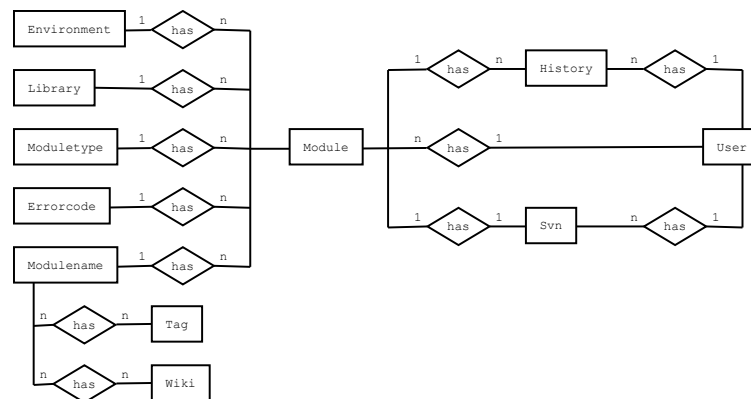 Environment 1 has n
Library 1 has n
Moduletype 1 has n
Errorcode 1 has n
Modulename 1 has n
n has n Tag
n has n Wiki
Module
1 has n History n has 1
n has 1 User
1 has 1 Svn n has 1